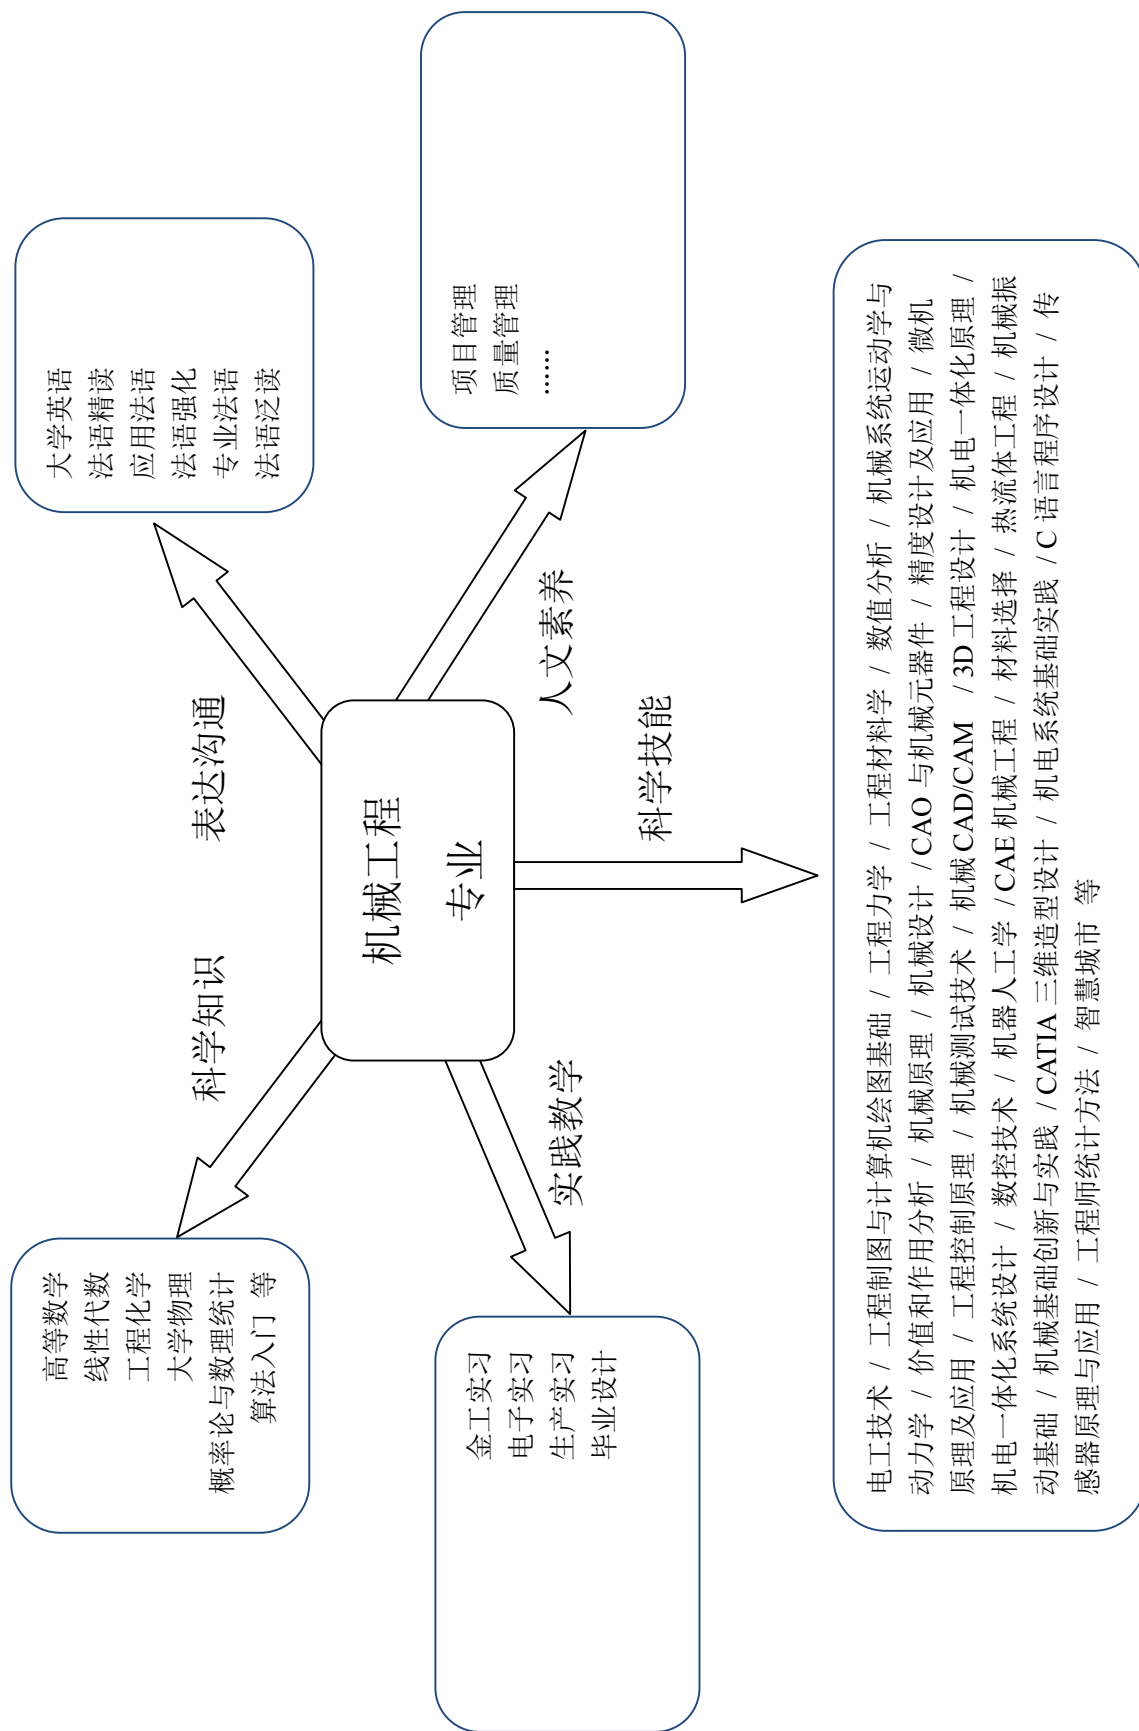 高等数学
线性代数
工程化学
大学物理
概率论与数理统计
算法入门 等
科学知识
表达沟通
大学英语
法语精读
应用法语
法语强化
专业法语
法语泛读
机械工程
专业
金工实习
电子实习
生产实习
毕业设计
实践教学
人文素养
项目管理
质量管理
……
科学技能
电工技术 / 工程制图与计算机绘图基础 / 工程力学 / 工程材料学 / 数值分析 / 机械系统运动学与
动力学 / 价值和作用分析 / 机械原理 / 机械设计 /CAO 与机械元器件 / 精度设计及应用 / 微机
原理及应用 / 工程控制原理 / 机械测试技术 / 机械 CAD/CAM / 3D 工程设计 / 机电一体化原理 /
机电一体化系统设计 / 数控技术 / 机器人工学 /CAE 机械工程 / 材料选择 / 热流体工程 / 机械振
动基础 / 机械基础创新与实践 /CATIA 三维造型设计 / 机电系统基础实践 /C 语言程序设计 / 传
感器原理与应用 / 工程师统计方法 / 智慧城市 等